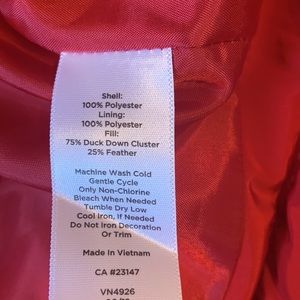 Shell:
100% Polyester
Lining:
100% Polyester
Fill:
75% Duck Down Cluster
25% Feather
Machine Wash Cold
Gentle Cycle
Only Non-Chlorine
Bleach When Needed
Tumble Dry Low
Cool Iron, If Needed
Do Not Iron Decoration
Or Trim
Made In Vietnam
CA #23147
VN4926